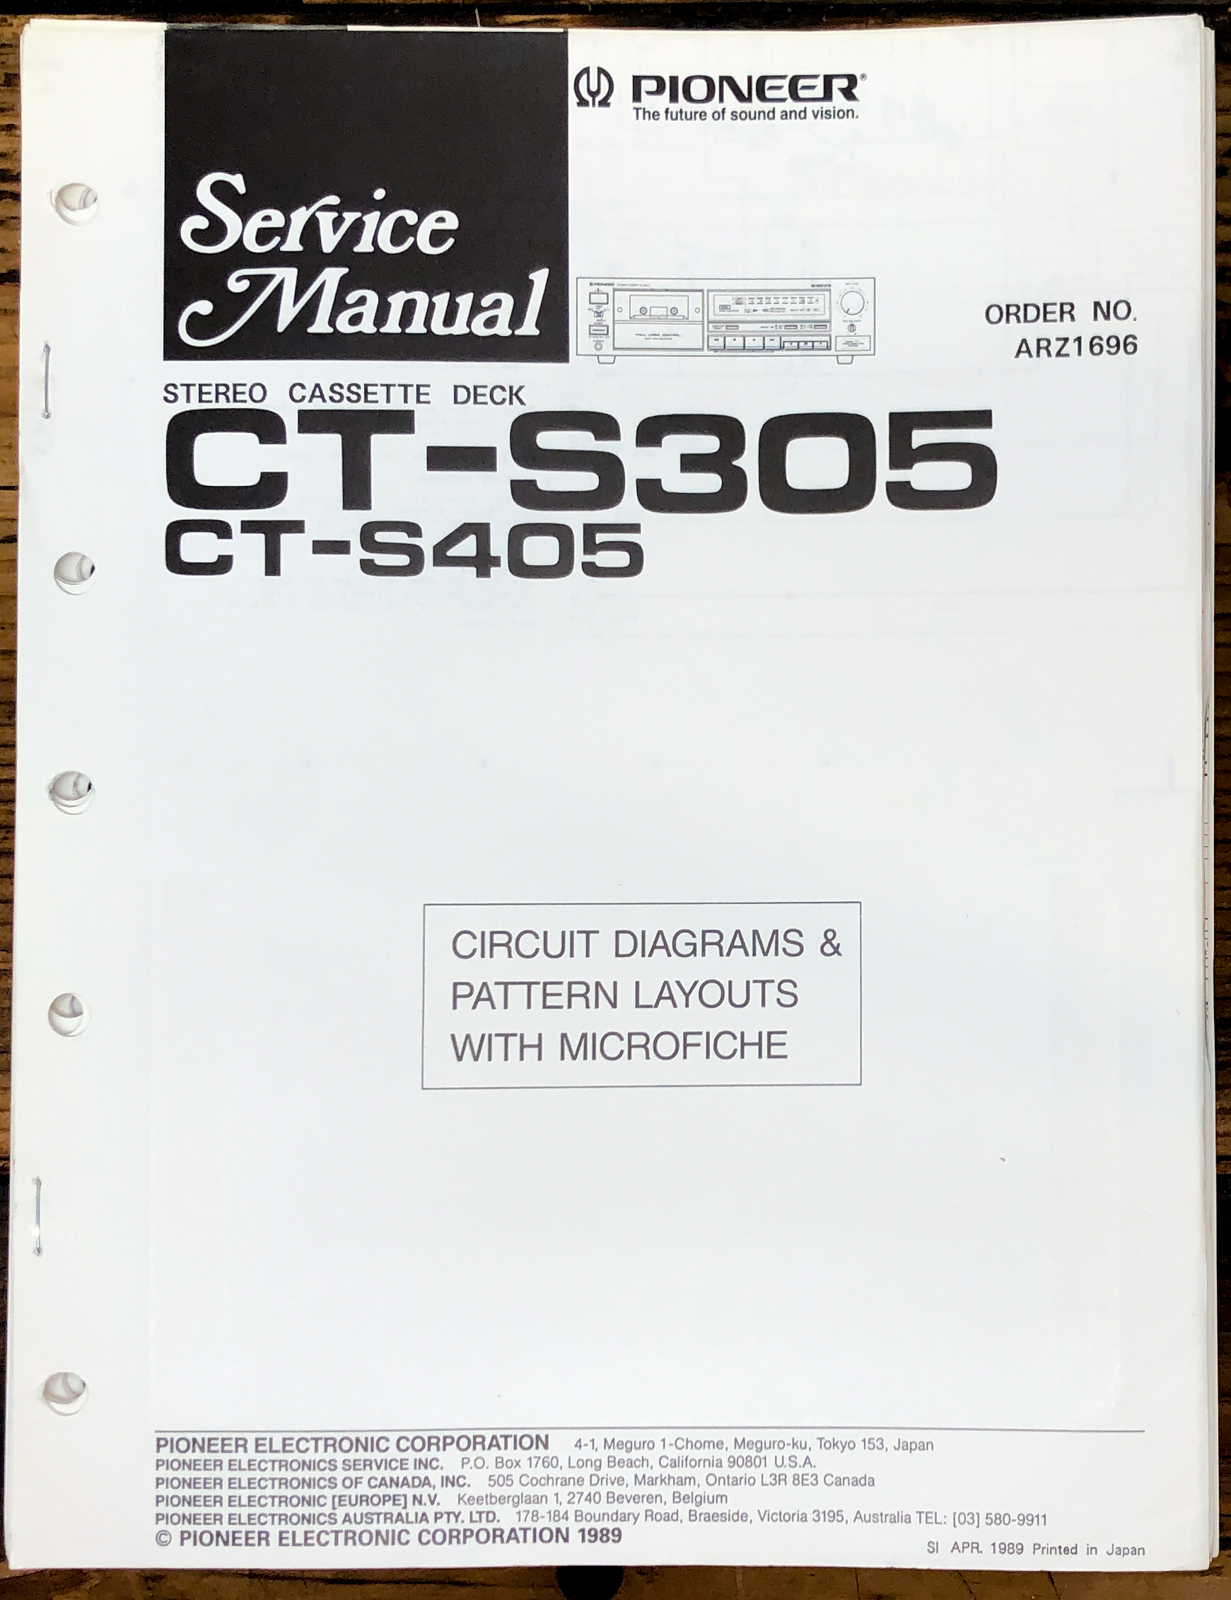 PIONEER®
The future of sound and vision.
Service
Manual
ORDER NO.
ARZ1696
STEREO CASSETTE DECK
CT-S305
CT-S405
CIRCUIT DIAGRAMS &
PATTERN LAYOUTS
WITH MICROFICHE
PIONEER ELECTRONIC CORPORATION 4-1, Meguro 1-Chome, Meguro-ku, Tokyo 153, Japan
PIONEER ELECTRONICS SERVICE INC. P.O. Box 1760, Long Beach, California 90801 U.S.A.
PIONEER ELECTRONICS OF CANADA, INC. 505 Cochrane Drive, Markham, Ontario L3R 8E3 Canada
PIONEER ELECTRONIC [EUROPE] N.V. Keetberglaan 1, 2740 Beveren, Belgium
PIONEER ELECTRONICS AUSTRALIA PTY. LTD. 178-184 Boundary Road, Braeside, Victoria 3195, Australia TEL: [03] 580-9911
© PIONEER ELECTRONIC CORPORATION 1989
SI APR. 1989 Printed in Japan